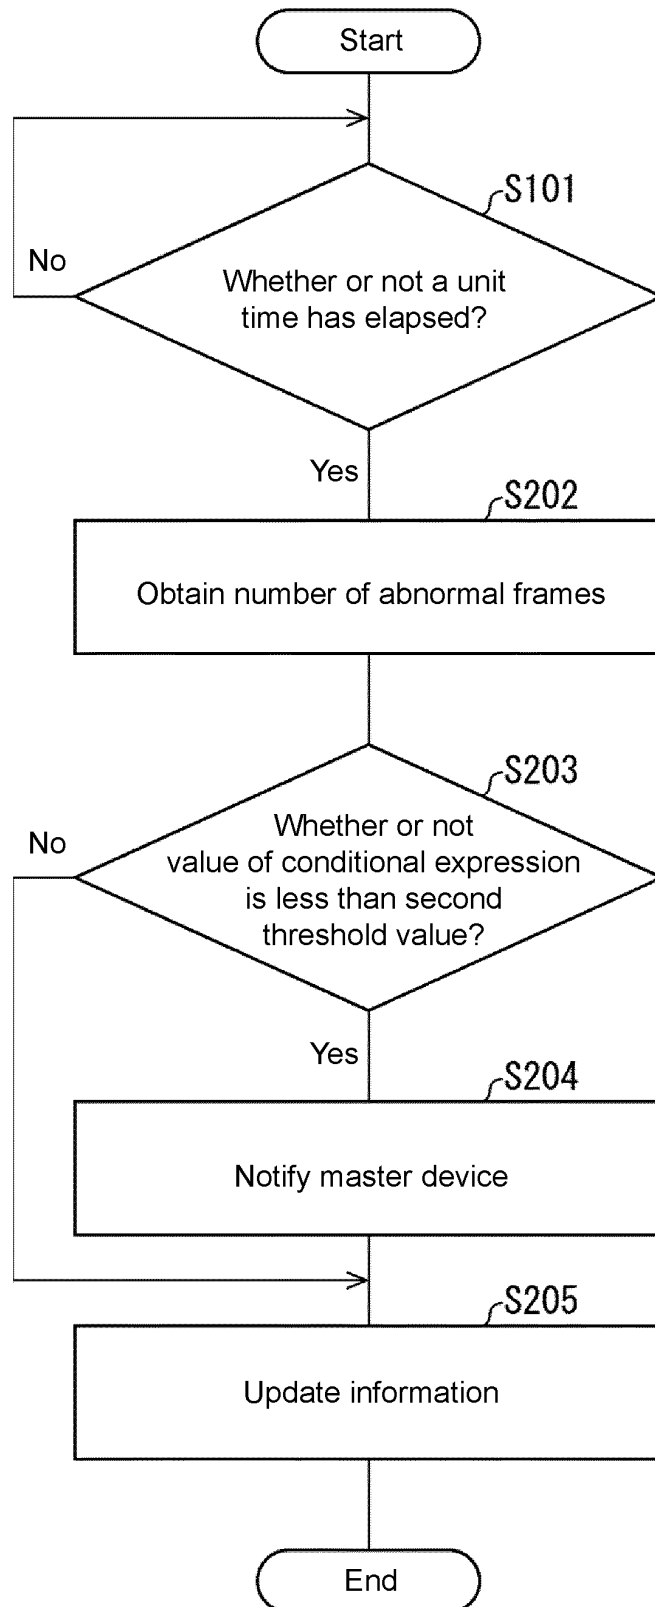 Start
S101
No
Whether or not a unit
time has elapsed?
Yes
S202
Obtain number of abnormal frames
S203
No
Whether or not
value of conditional expression
is less than second
threshold value?
Yes
S204
Notify master device
S205
Update information
End